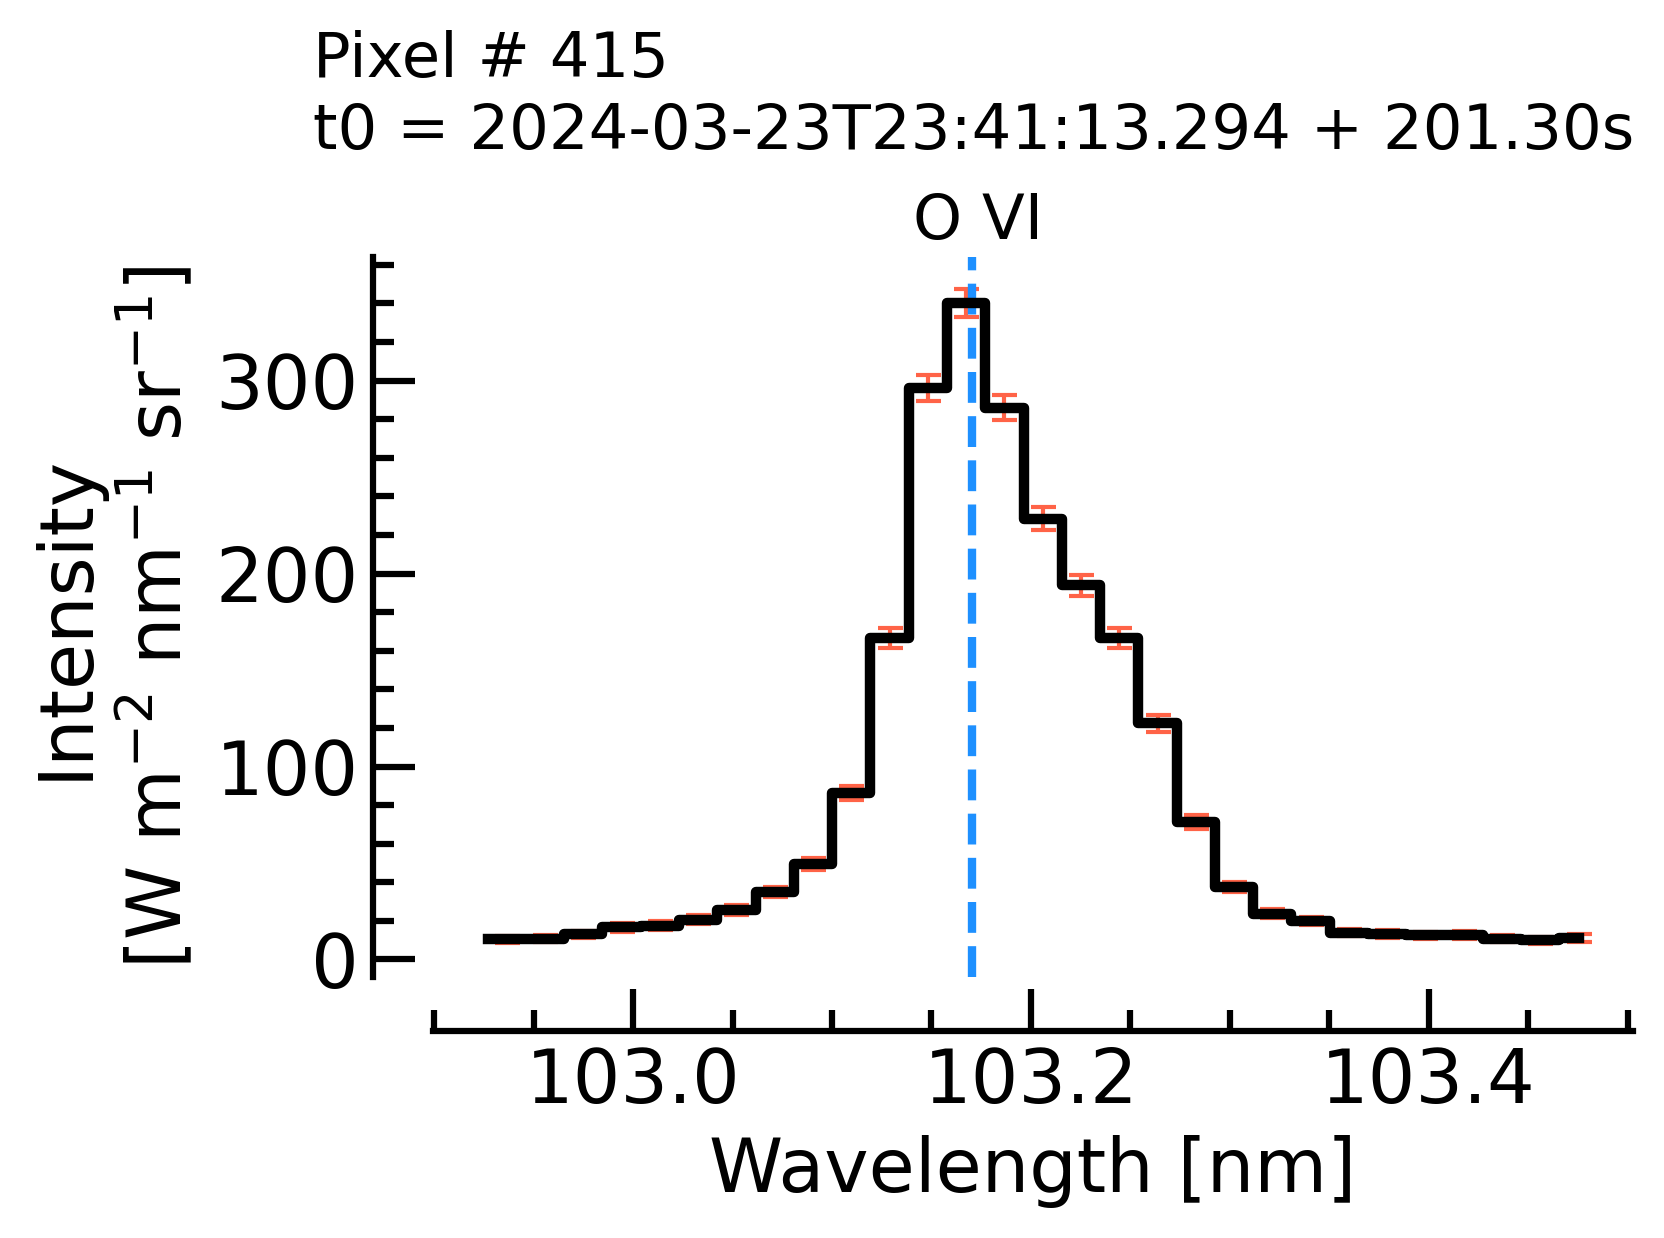 Pixel # 415
t0 = 2024-03-23T23:41:13.294 + 201.30s
O VI
Intensity
[W m⁻² nm⁻¹ sr⁻¹]
300
200
100
0
103.0 103.2 103.4
Wavelength [nm]